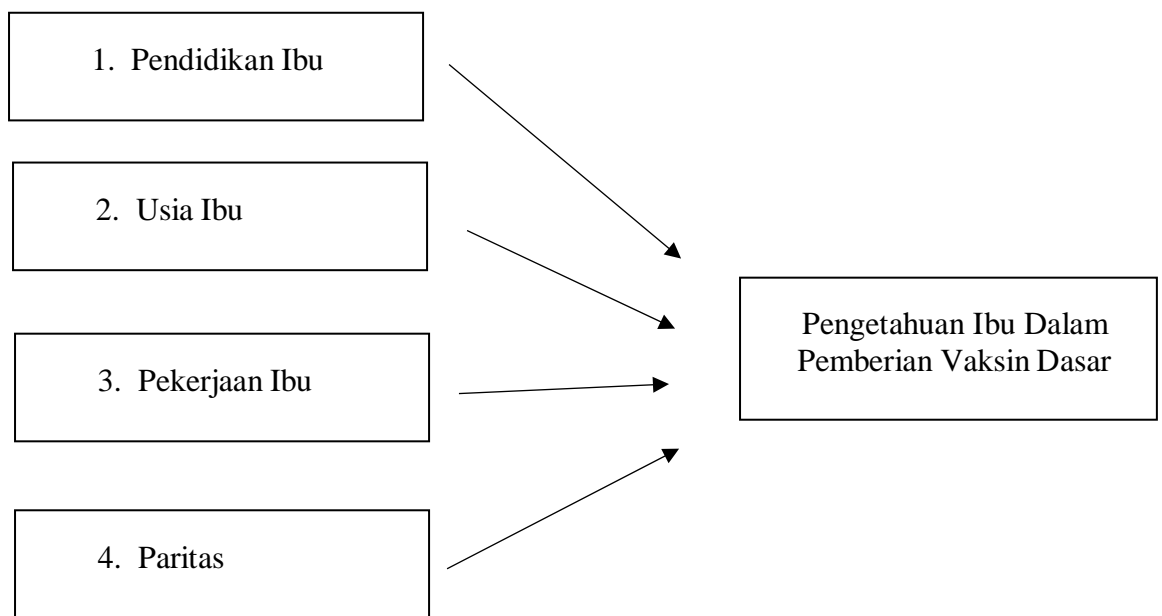 1. Pendidikan Ibu
2. Usia Ibu
3. Pekerjaan Ibu
4. Paritas
Pengetahuan Ibu Dalam
Pemberian Vaksin Dasar